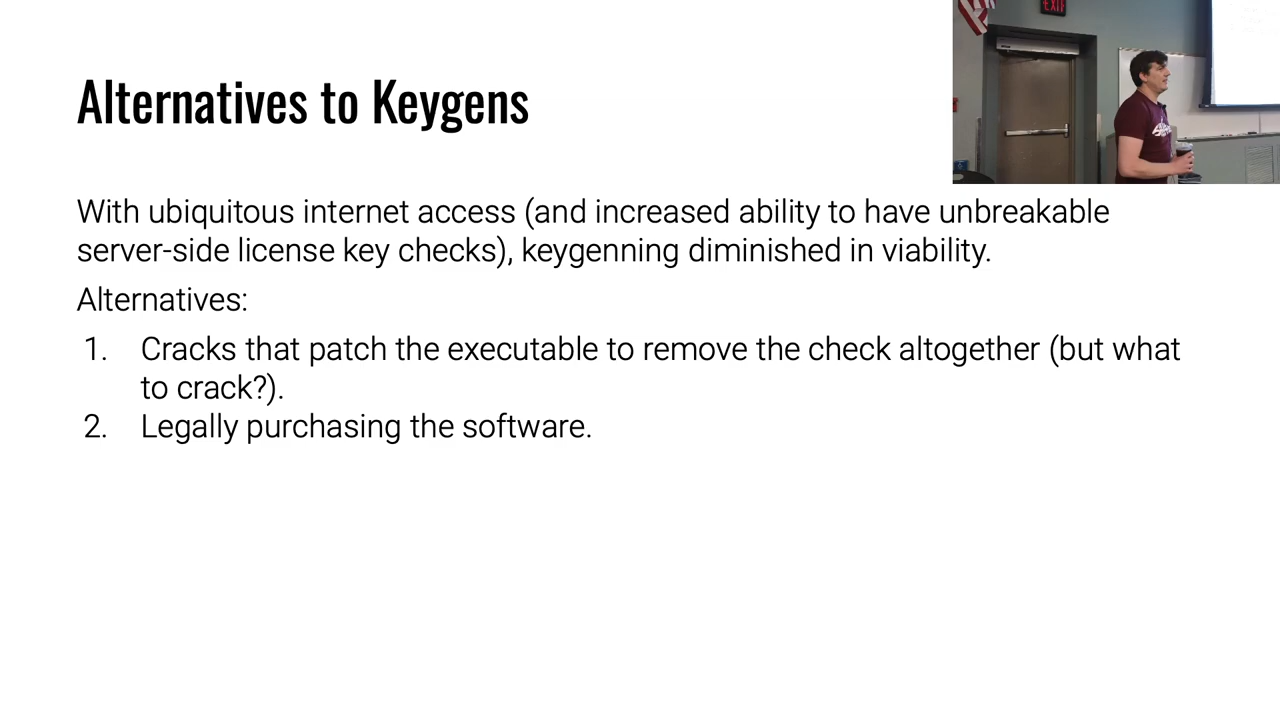 Alternatives to Keygens
EXIT
With ubiquitous internet access (and increased ability to have unbreakable
server-side license key checks), keygenning diminished in viability.
Alternatives:
1. Cracks that patch the executable to remove the check altogether (but what
to crack?).
2. Legally purchasing the software.